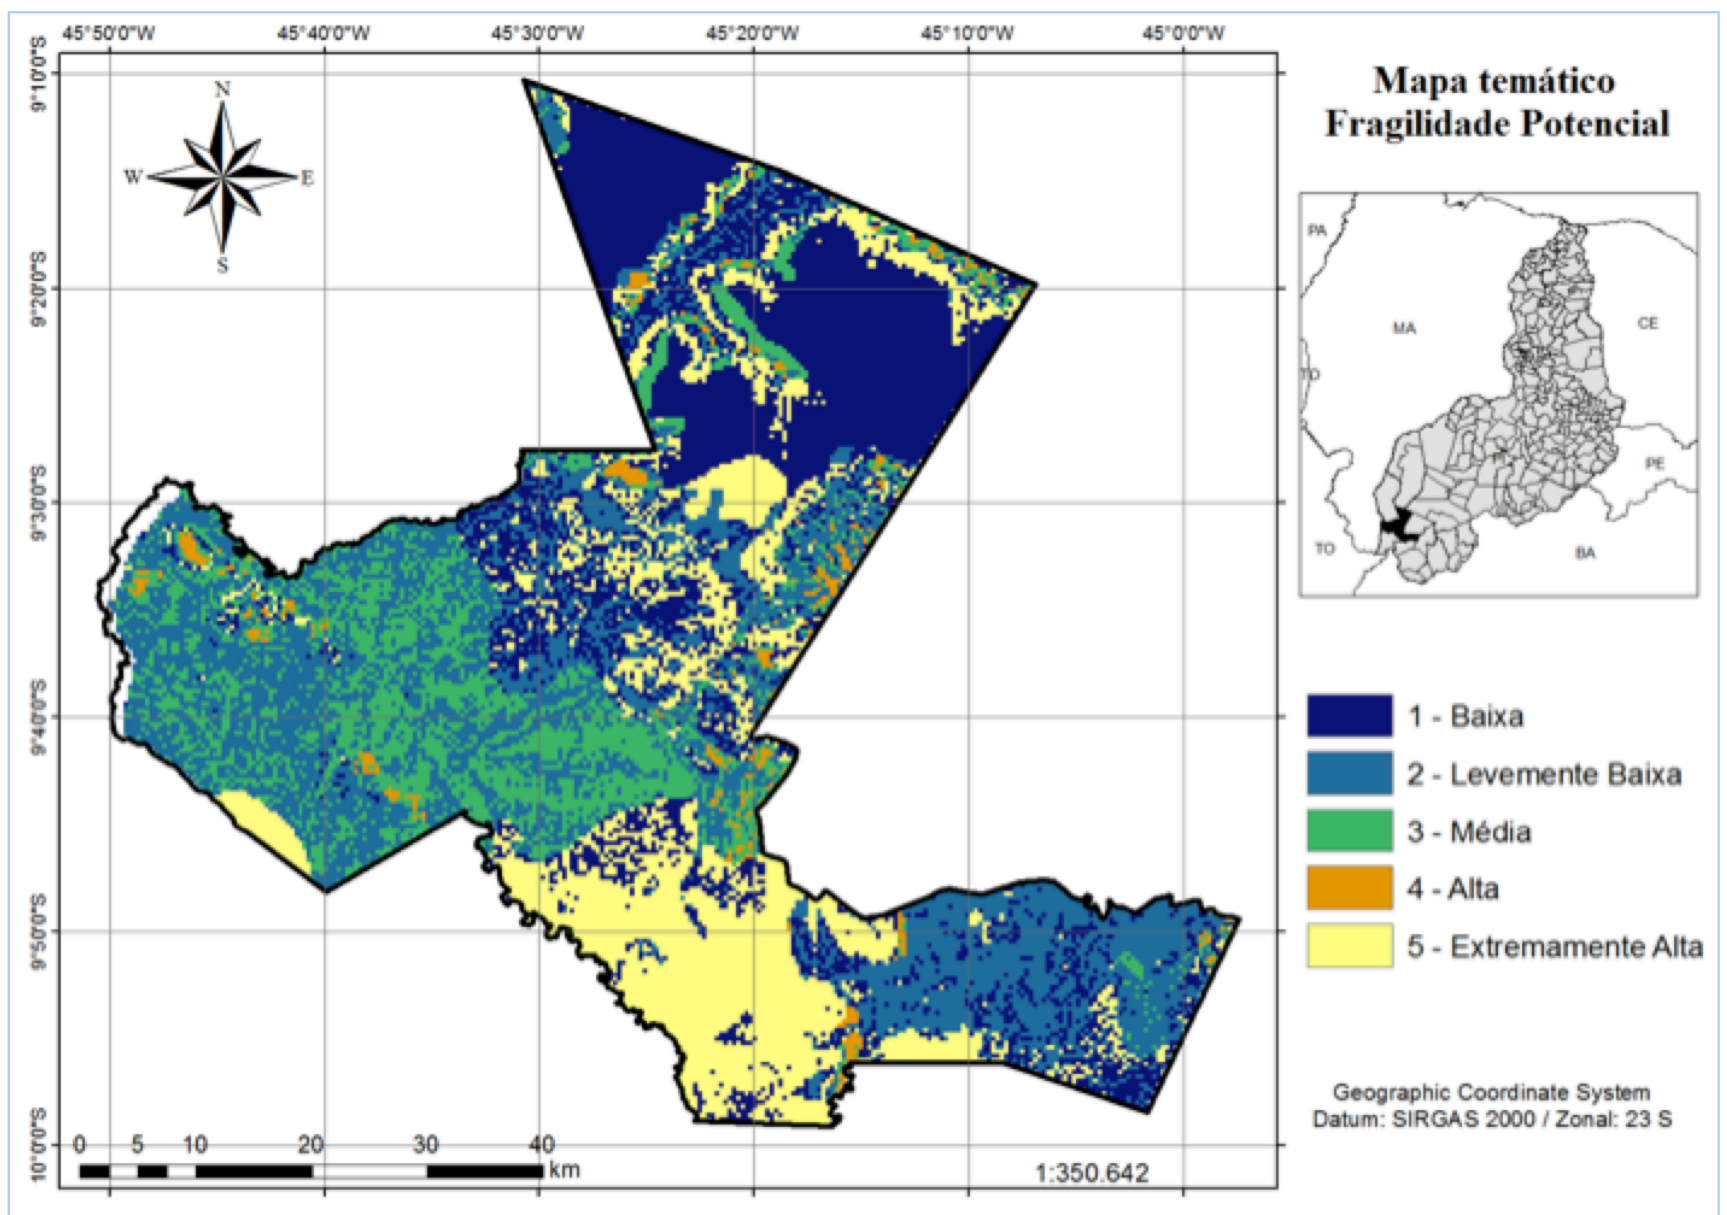 45°50'0"W 45°40'0"W 45°30'0"W 45°20'0"W 45°10'0"W 45°0'0"W
9°10'0"S
9°20'0"S
9°30'0"S
9°40'0"S
9°50'0"S
10°0'0"S
N
W E
S
Mapa temático
Fragilidade Potencial
PA
MA
CE
TO
PI
PE
TO
BA
1 - Baixa
2 - Levemente Baixa
3 - Média
4 - Alta
5 - Extremamente Alta
Geographic Coordinate System
Datum: SIRGAS 2000 / Zonal: 23 S
0 5 10 20 30 40
km
1:350.642